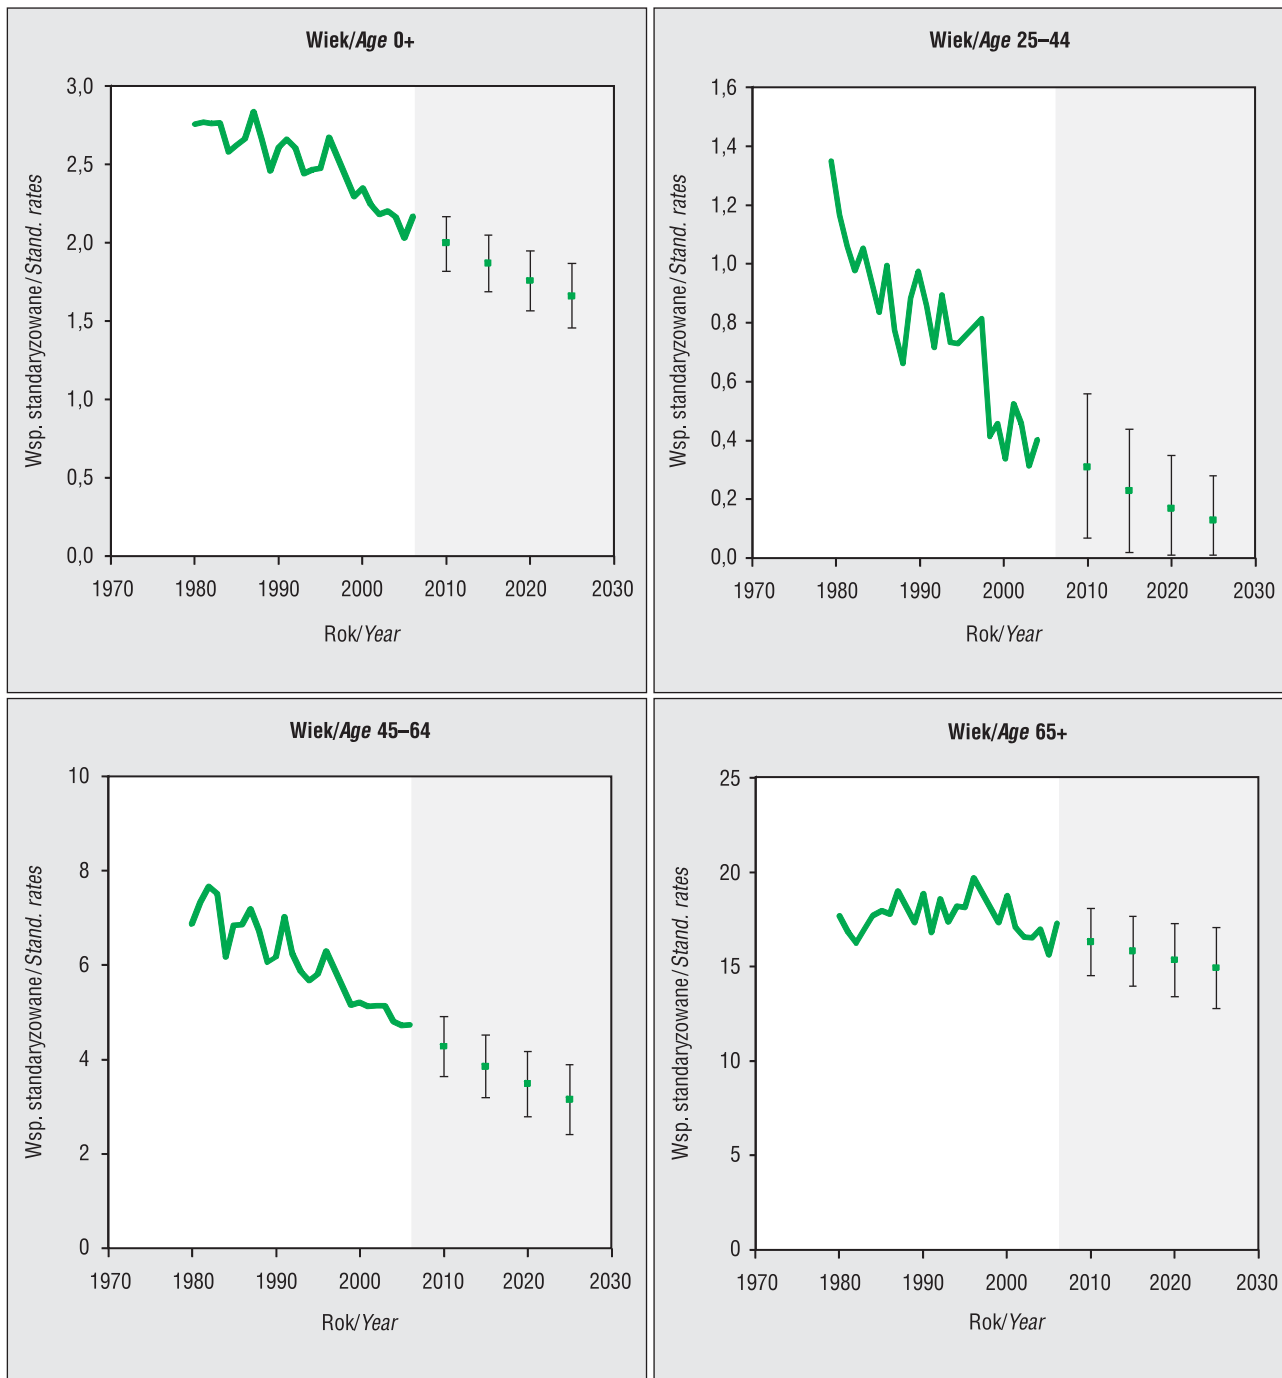 Wiek/Age 0+
Wsp. standaryzowane/Stand. rates
3,0
2,5
2,0
1,5
1,0
0,5
0,0
1970 1980 1990 2000 2010 2020 2030
Rok/Year
Wiek/Age 25–44
Wsp. standaryzowane/Stand. rates
1,6
1,4
1,2
1,0
0,8
0,6
0,4
0,2
0,0
1970 1980 1990 2000 2010 2020 2030
Rok/Year
Wiek/Age 45–64
Wsp. standaryzowane/Stand. rates
10
8
6
4
2
0
1970 1980 1990 2000 2010 2020 2030
Rok/Year
Wiek/Age 65+
Wsp. standaryzowane/Stand. rates
25
20
15
10
5
0
1970 1980 1990 2000 2010 2020 2030
Rok/Year